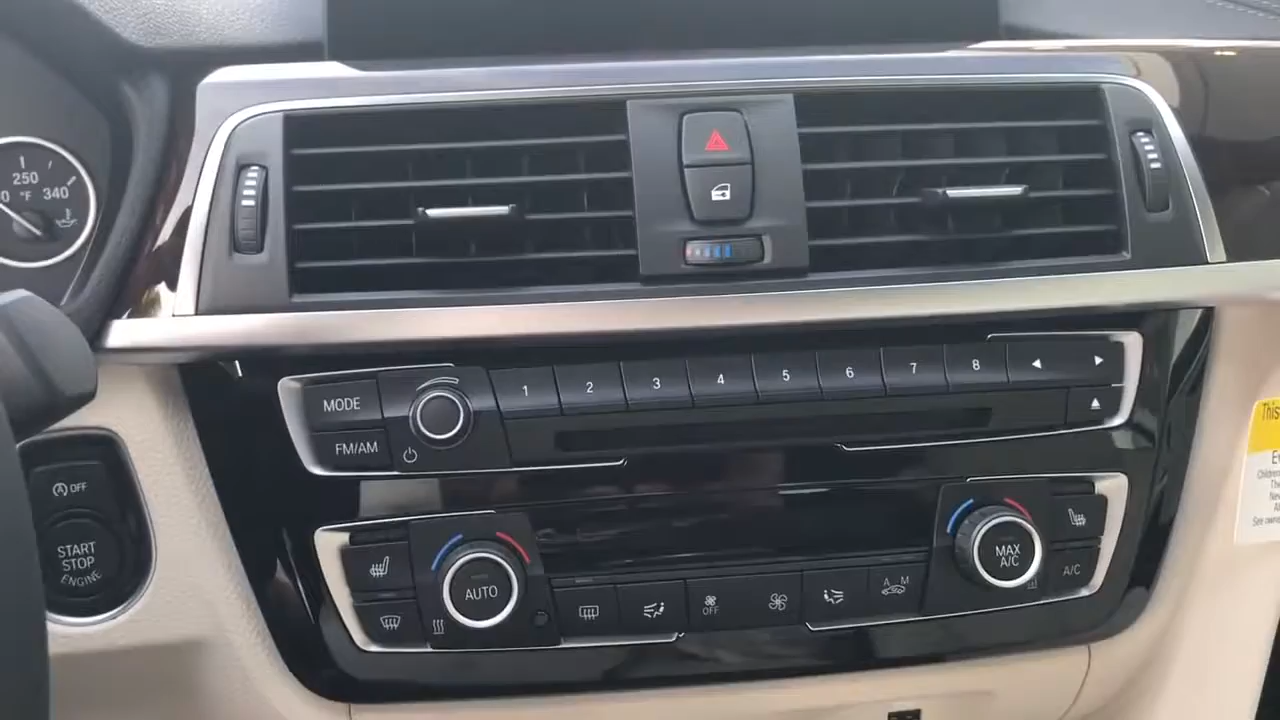 250
°F
340
MODE
FM/AM
1
2
3
4
5
6
7
8
OFF
START
STOP
ENGINE
AUTO
OFF
A M
MAX
A/C
A/C
This